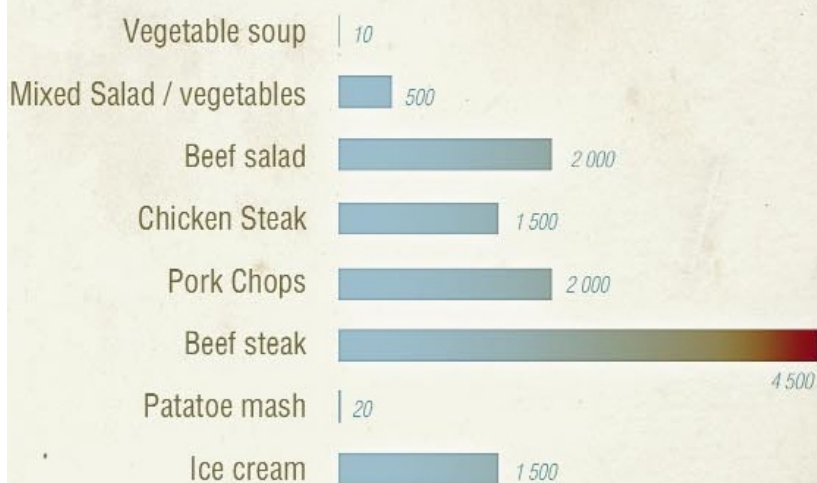 Vegetable soup 10
Mixed Salad / vegetables 500
Beef salad 2 000
Chicken Steak 1 500
Pork Chops 2 000
Beef steak
4 500
Patatoe mash 20
Ice cream 1 500